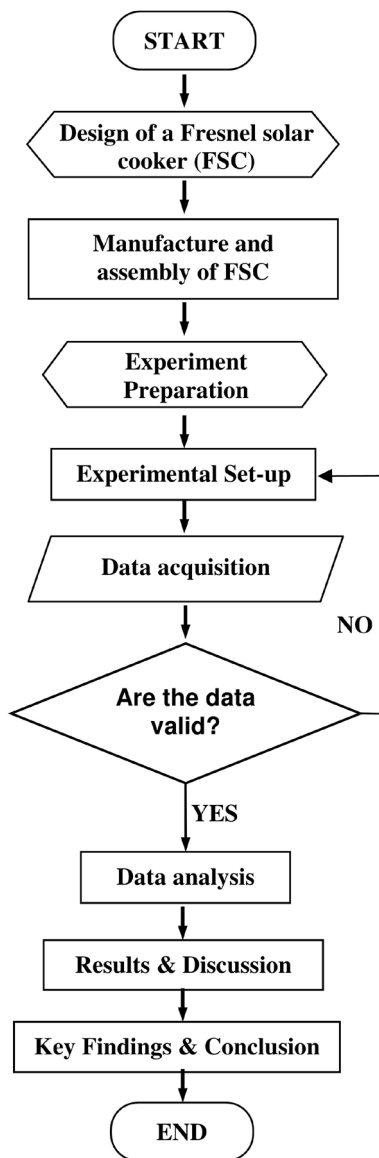 START
Design of a Fresnel solar
cooker (FSC)
Manufacture and
assembly of FSC
Experiment
Preparation
Experimental Set-up
Data acquisition
NO
Are the data
valid?
YES
Data analysis
Results & Discussion
Key Findings & Conclusion
END